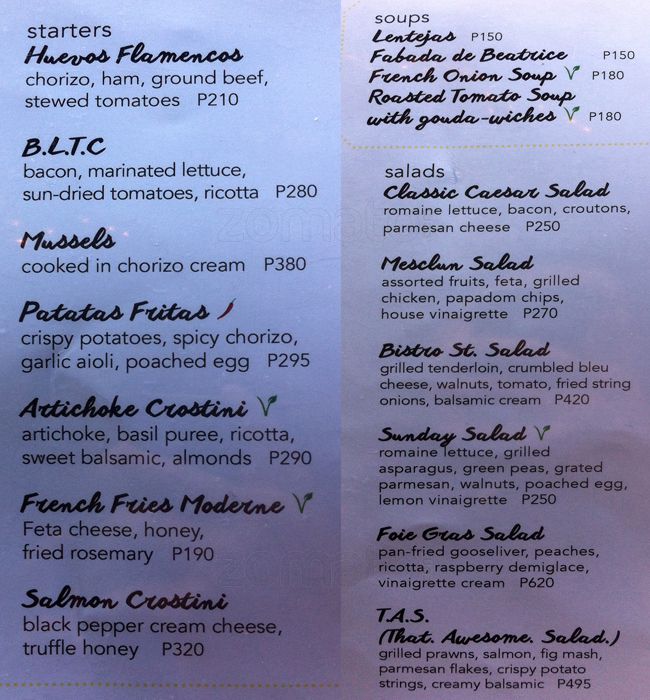 starters
Huevos Flamencos
chorizo, ham, ground beef,
stewed tomatoes P210
B.L.T.C
bacon, marinated lettuce,
sun-dried tomatoes, ricotta P280
Mussels
cooked in chorizo cream P380
Patatas Fritas
crispy potatoes, spicy chorizo,
garlic aioli, poached egg P295
Artichoke Crostini
artichoke, basil puree, ricotta,
sweet balsamic, almonds P290
French Fries Moderne
Feta cheese, honey,
fried rosemary P190
Salmon Crostini
black pepper cream cheese,
truffle honey P320
soups
Lentejas P150
Fabada de Beatrice P150
French Onion Soup P180
Roasted Tomato Soup
with gouda-wiches P180
salads
Classic Caesar Salad
romaine lettuce, bacon, croutons,
parmesan cheese P250
Mesclun Salad
assorted fruits, feta, grilled
chicken, papadom chips,
house vinaigrette P270
Bistro St. Salad
grilled tenderloin, crumbled bleu
cheese, walnuts, tomato, fried string
onions, balsamic cream P420
Sunday Salad
romaine lettuce, grilled
asparagus, green peas, grated
parmesan, walnuts, poached egg,
lemon vinaigrette P250
Foie Gras Salad
pan-fried gooseliver, peaches,
ricotta, raspberry demiglace,
vinaigrette cream P620
T.A.S.
(That. Awesome. Salad.)
grilled prawns, salmon, fig mash,
parmesan flakes, crispy potato
strings, creamy balsamic P495
zomato
zomato